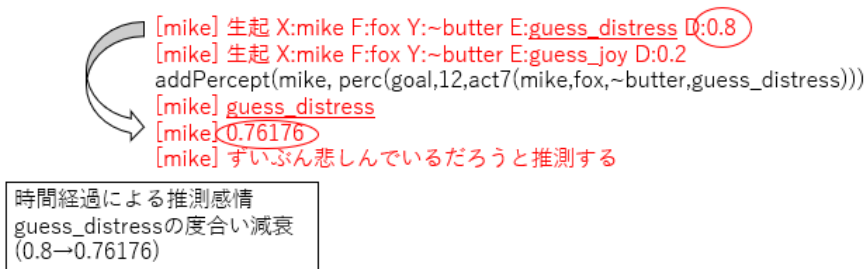 [mike] 生起 X:mike F:fox Y:~butter E:guess_distress D:0.8
[mike] 生起 X:mike F:fox Y:~butter E:guess_joy D:0.2
addPercept(mike, perc(goal,12,act7(mike,fox,~butter,guess_distress)))
[mike] guess_distress
[mike] 0.76176
[mike] ずいぶん悲しんでいるだろうと推測する
時間経過による推測感情
guess_distressの度合い減衰
(0.8→0.76176)